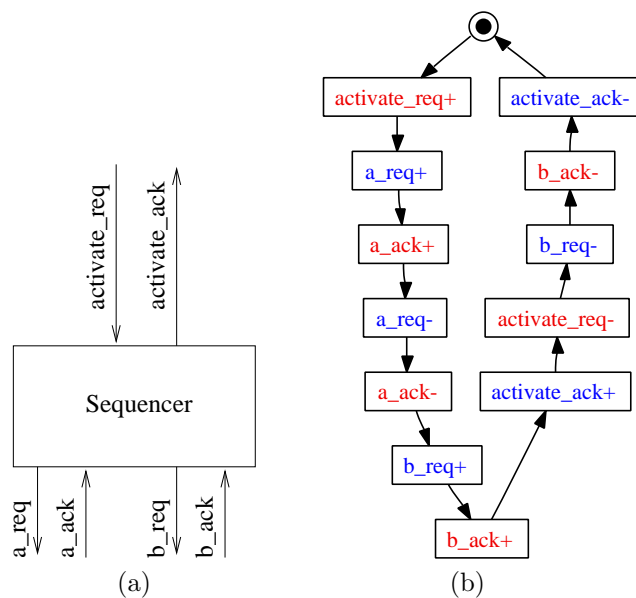 activate_req
activate_ack
Sequencer
a_req
a_ack
b_req
b_ack
(a)
activate_req+
a_req+
a_ack+
a_req-
a_ack-
b_req+
b_ack+
activate_ack+
activate_req-
b_req-
b_ack-
activate_ack-
(b)